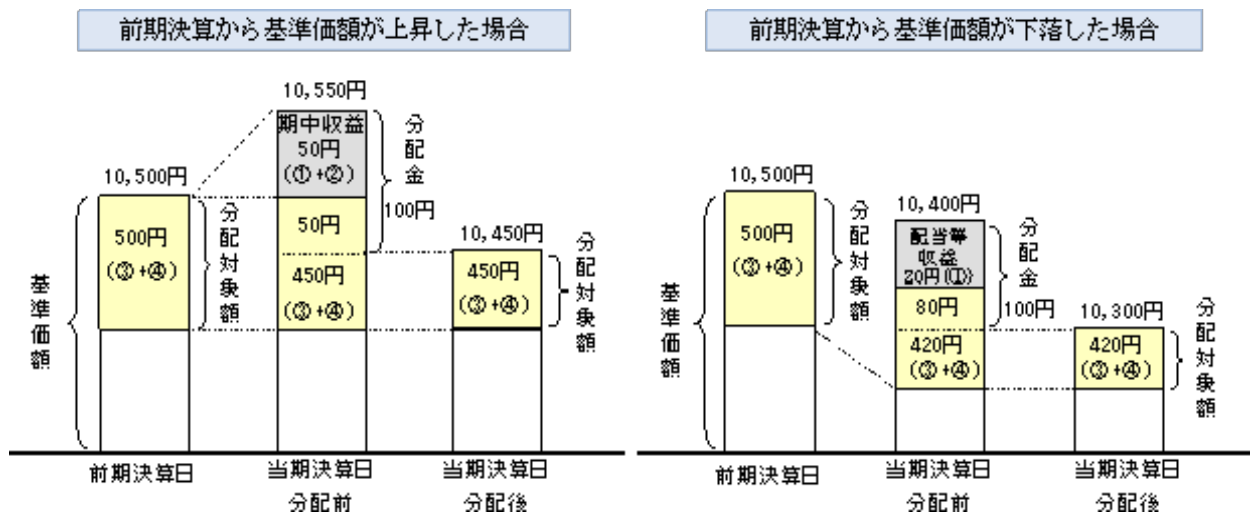 前期決算から基準価額が上昇した場合
10,550円
期中収益
50円
(①+②)
分配金
100円
10,500円
500円
(③+④)
分配対象額
基準価額
50円
450円
(③+④)
10,450円
450円
(③+④)
分配対象額
前期決算日
当期決算日
分配前
当期決算日
分配後
前期決算から基準価額が下落した場合
10,500円
500円
(③+④)
分配対象額
基準価額
10,400円
配当等
収益
20円(①)
分配金
100円
80円
420円
(③+④)
10,300円
420円
(③+④)
分配対象額
前期決算日
当期決算日
分配前
当期決算日
分配後